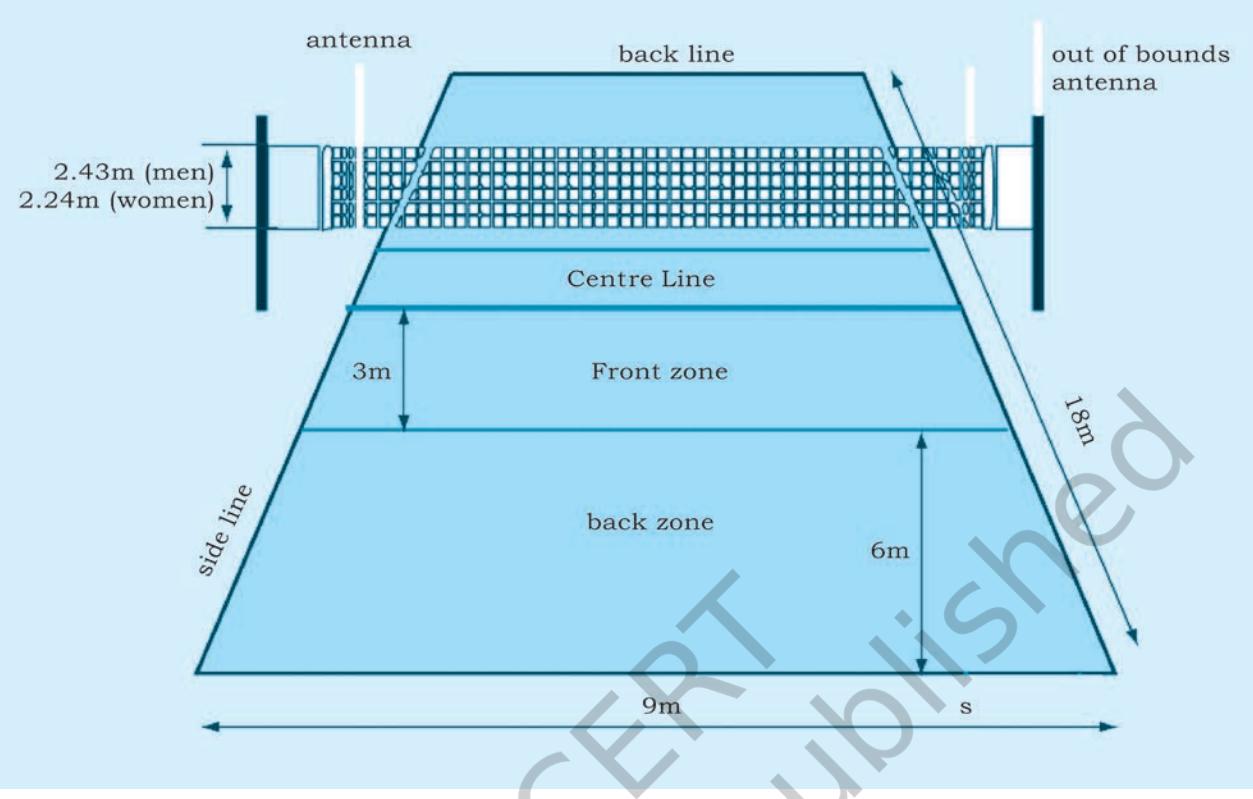 antenna
back line
out of bounds
antenna
2.43m (men)
2.24m (women)
Centre Line
3m
Front zone
18m
side line
back zone
6m
9m
s
CERT
ublished